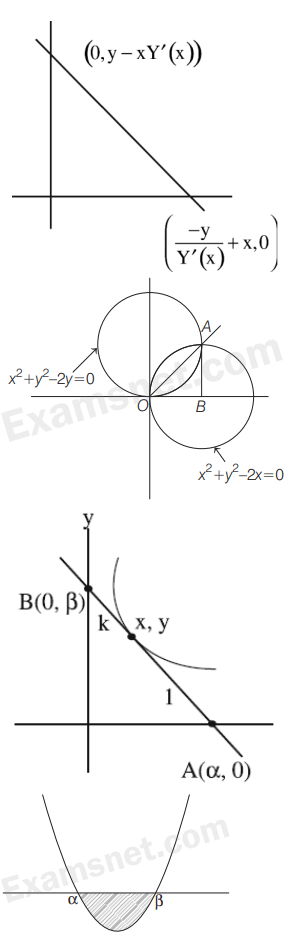 (0, y − xY′(x))
(−y/Y′(x) + x, 0)
A
x²+y²−2y=0
O
B
x²+y²−2x=0
Examsnet.com
y
B(0, β)
k
x, y
1
A(α, 0)
Examsnet.com
α
β